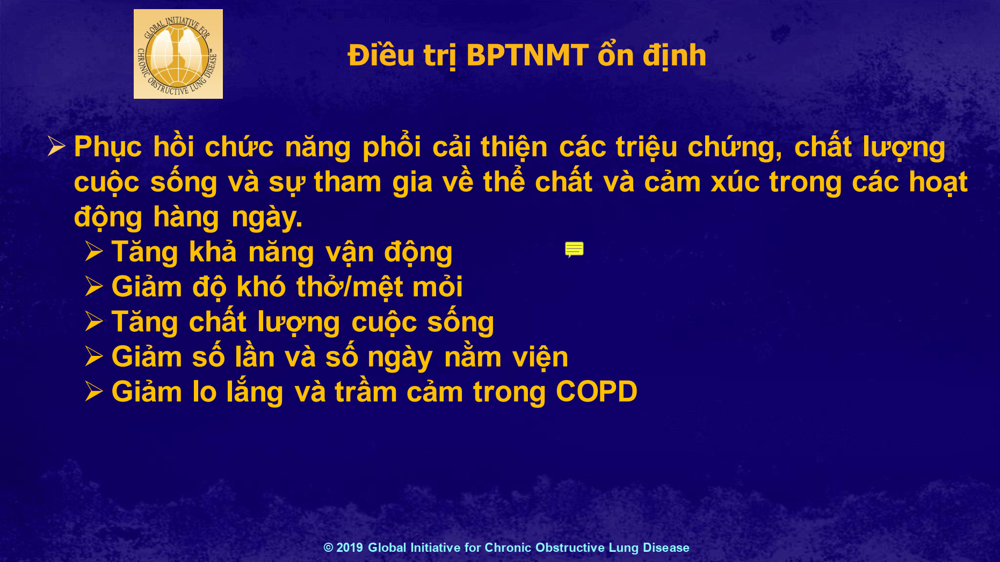 GLOBAL INITIATIVE FOR
CHRONIC OBSTRUCTIVE LUNG DISEASE
Điều trị BPTNMT ổn định
Phục hồi chức năng phổi cải thiện các triệu chứng, chất lượng
cuộc sống và sự tham gia về thể chất và cảm xúc trong các hoạt
động hàng ngày.
Tăng khả năng vận động
Giảm độ khó thở/mệt mỏi
Tăng chất lượng cuộc sống
Giảm số lần và số ngày nằm viện
Giảm lo lắng và trầm cảm trong COPD
© 2019 Global Initiative for Chronic Obstructive Lung Disease